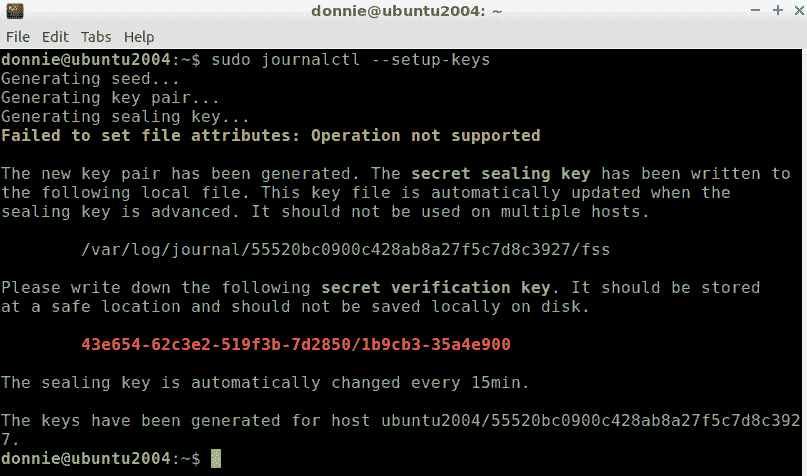 donnie@ubuntu2004: ~
File Edit Tabs Help
donnie@ubuntu2004:~$ sudo journalctl --setup-keys
Generating seed...
Generating key pair...
Generating sealing key...
Failed to set file attributes: Operation not supported
The new key pair has been generated. The secret sealing key has been written to
the following local file. This key file is automatically updated when the
sealing key is advanced. It should not be used on multiple hosts.
/var/log/journal/55520bc0900c428ab8a27f5c7d8c3927/fss
Please write down the following secret verification key. It should be stored
at a safe location and should not be saved locally on disk.
43e654-62c3e2-519f3b-7d2850/1b9cb3-35a4e900
The sealing key is automatically changed every 15min.
The keys have been generated for host ubuntu2004/55520bc0900c428ab8a27f5c7d8c392
7.
donnie@ubuntu2004:~$